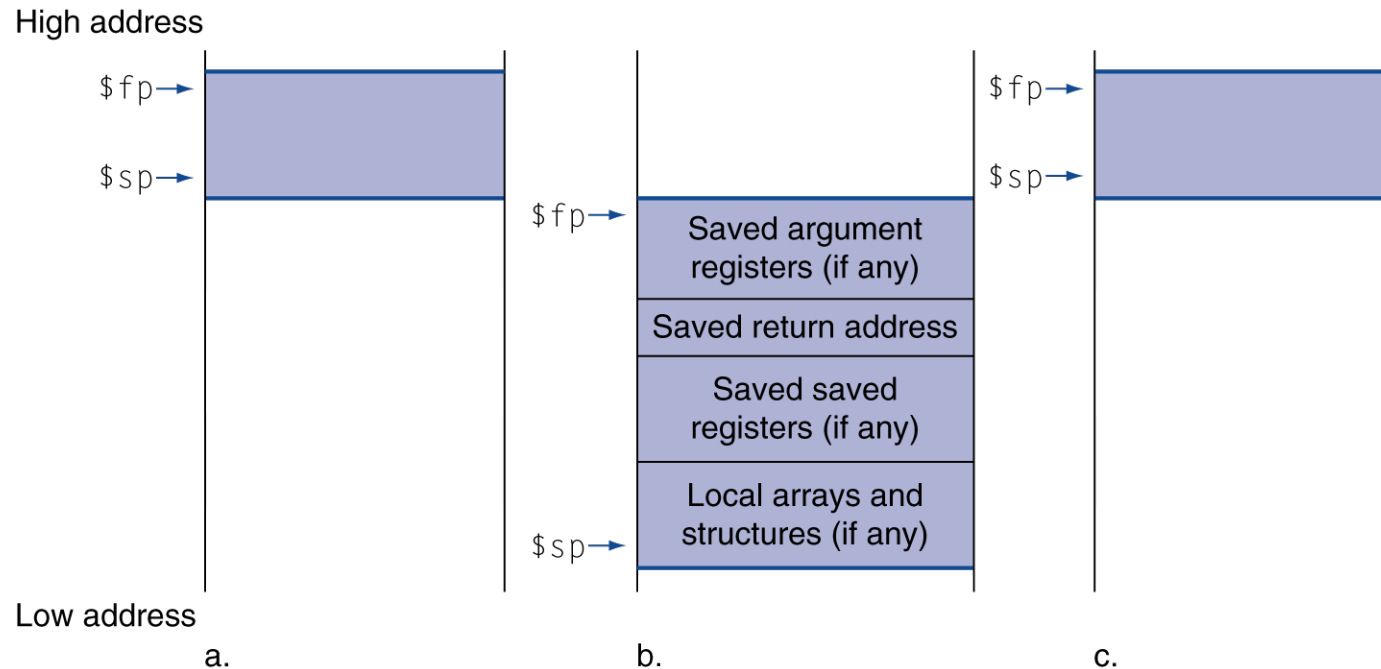 High address
$fp
$sp
$fp
Saved argument
registers (if any)
Saved return address
Saved saved
registers (if any)
Local arrays and
structures (if any)
$sp
$fp
$sp
Low address
a.
b.
c.